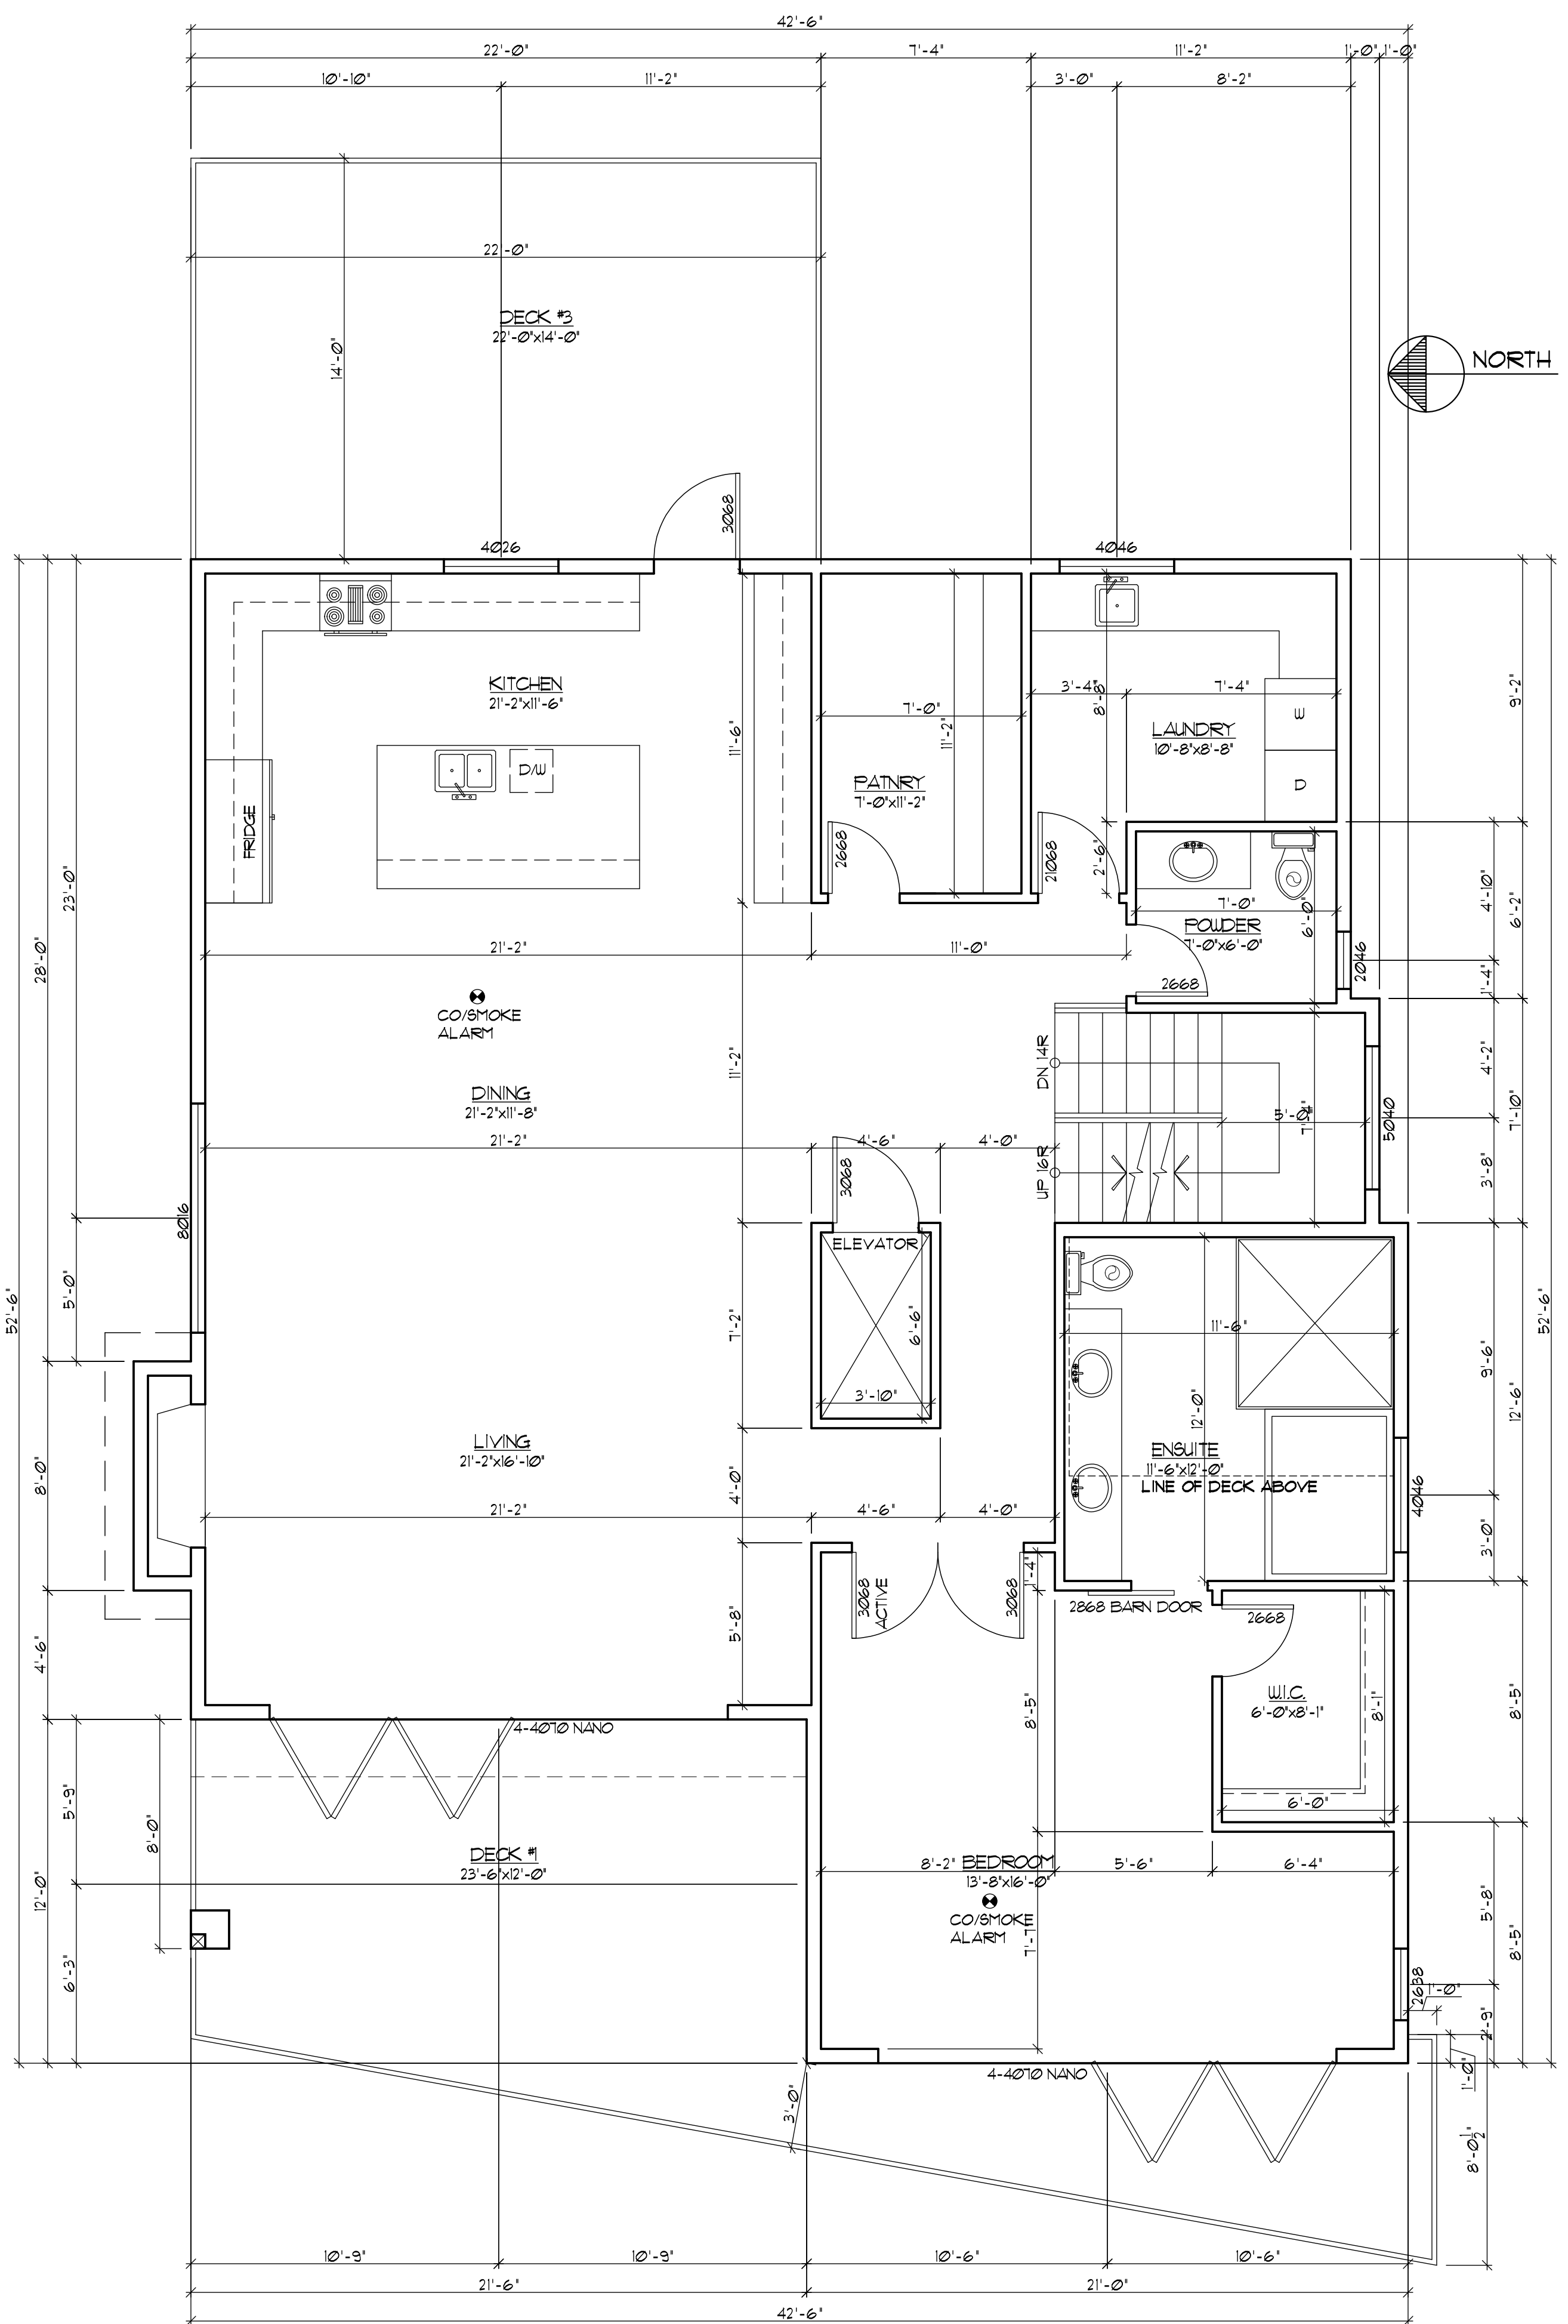 42'-6"
22'-0" 7'-4" 11'-2" 1'-0" 1'-0"
10'-10" 11'-2" 3'-0" 8'-2"
22'-0"
DECK #3
22'-0"x14'-0"
14'-0"
NORTH
3068
4026 4046
KITCHEN
21'-2"x11'-6"
3'-4" 7'-4"
8'-8"
9'-2"
7'-0"
W
LAUNDRY
10'-8"x8'-8"
11'-6"
11'-2"
D/W
D
PATNRY
7'-0"x11'-2"
FRIDGE
2668
21068
2'-6"
23'-0"
28'-0"
4'-10"
6'-2"
7'-0"
6'-0"
POWDER
7'-0"x6'-0"
21'-2" 11'-0"
2046
1'-4"
2668
CO/SMOKE
ALARM
DN 14R
11'-2"
4'-2"
DINING
21'-2"x11'-8"
5'-0"
7'-4"
5040
7'-10"
21'-2" 4'-6" 4'-0"
3068
UP 16R
3'-8"
8016
ELEVATOR
5'-0"
52'-6"
52'-6"
7'-2"
6'-6"
11'-6"
9'-6"
3'-10"
12'-0"
12'-6"
LIVING
21'-2"x16'-10"
ENSUITE
11'-6"x12'-0"
LINE OF DECK ABOVE
8'-0"
4'-0"
4046
21'-2" 4'-6" 4'-0"
3'-0"
1'-4"
3068
ACTIVE
3068
2868 BARN DOOR
2668
5'-8"
4'-6"
W.I.C.
6'-0"x8'-1"
8'-5"
8'-1"
8'-5"
4-4070 NANO
6'-0"
5'-9"
8'-0"
DECK #1
23'-6"x12'-0"
8'-2" BEDROOM 5'-6" 6'-4"
13'-8"x16'-0"
12'-0"
CO/SMOKE
ALARM
7'-7"
5'-8"
8'-5"
6'-3"
2638
1'-0"
2'-9"
4-4070 NANO
1'-0"
3'-0"
8'-0½"
10'-9" 10'-9" 10'-6" 10'-6"
21'-6" 21'-0"
42'-6"